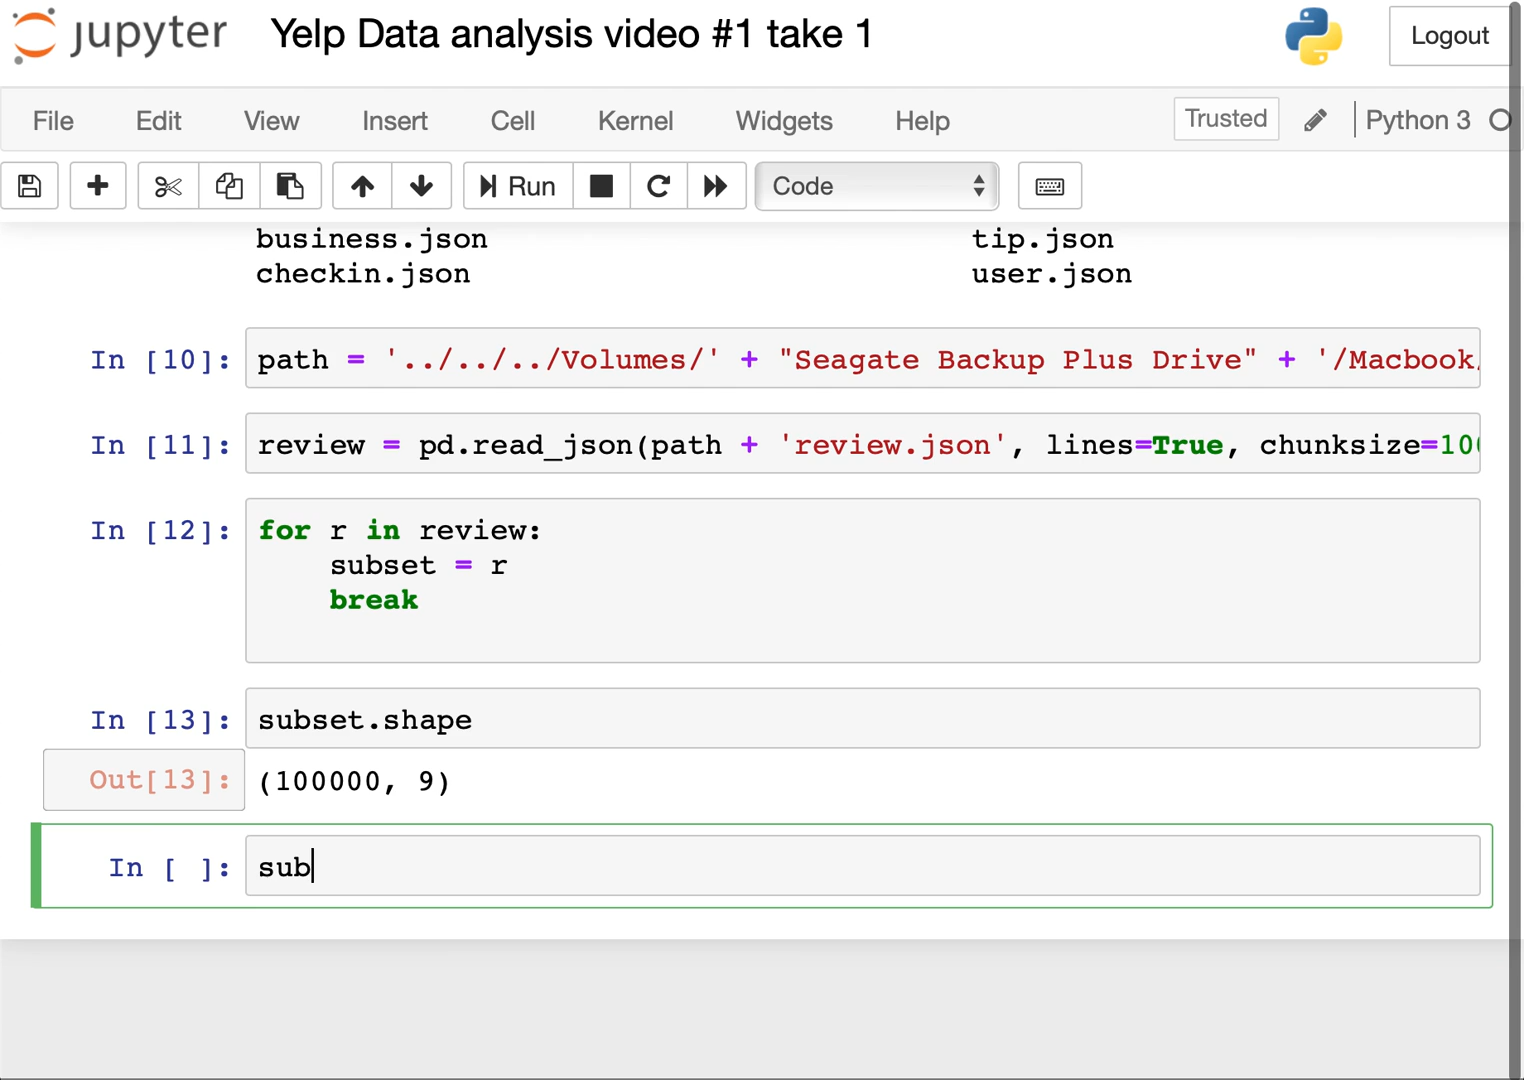 jupyter Yelp Data analysis video #1 take 1 Logout
File Edit View Insert Cell Kernel Widgets Help Trusted Python 3
Run Code
business.json tip.json
checkin.json user.json
In [10]: path = '../../../Volumes/' + "Seagate Backup Plus Drive" + '/Macbook
In [11]: review = pd.read_json(path + 'review.json', lines=True, chunksize=10
In [12]: for r in review:
    subset = r
    break
In [13]: subset.shape
Out[13]: (100000, 9)
In [ ]: sub